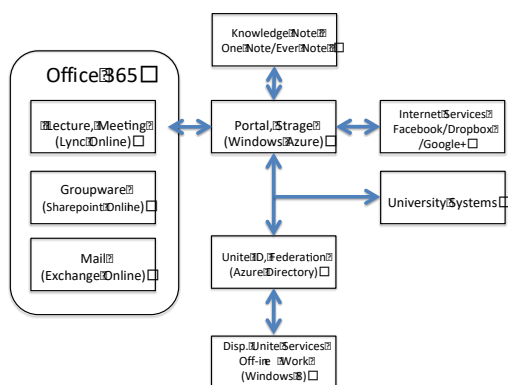 Knowledge Note
One Note/Ever Note
Office 365
Lecture, Meeting
(Lync Online)
Portal, Strage
(Windows Azure)
Internet Services
Facebook/Dropbox
/Google+
Groupware
(Sharepoint Online)
University Systems
Mail
(Exchange Online)
Unite ID, Federation
(Azure Directory)
Disp. Unite Services
Off-ine Work
(Windows 8)